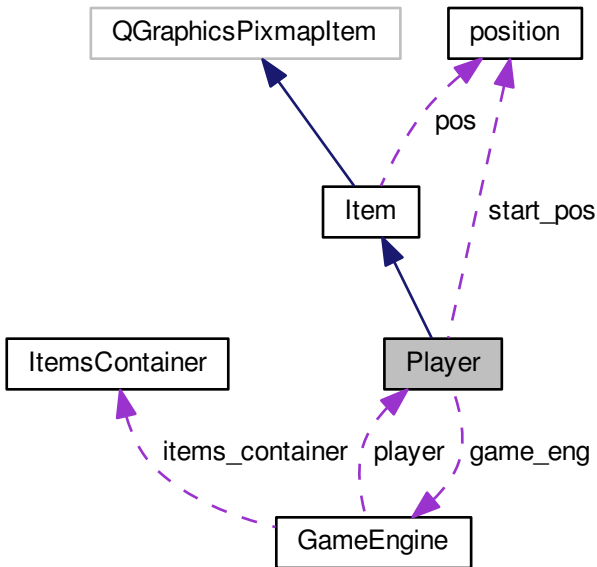 QGraphicsPixmapItem
position
pos
Item
start_pos
ItemsContainer
Player
items_container
player
game_eng
GameEngine